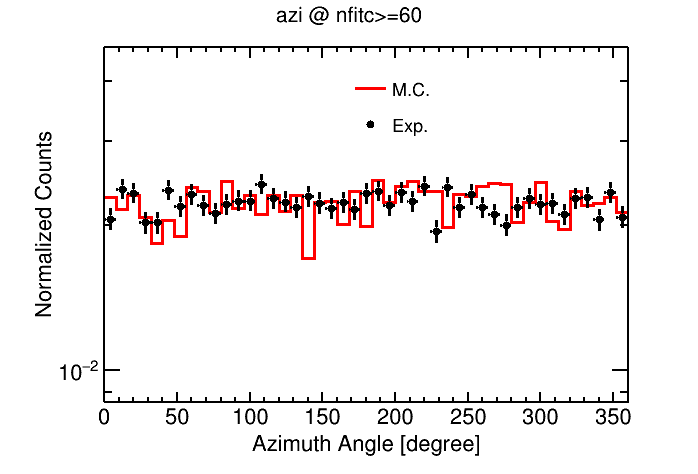 azi @ nfitc>=60
M.C.
Exp.
Normalized Counts
10⁻²
0 50 100 150 200 250 300 350
Azimuth Angle [degree]